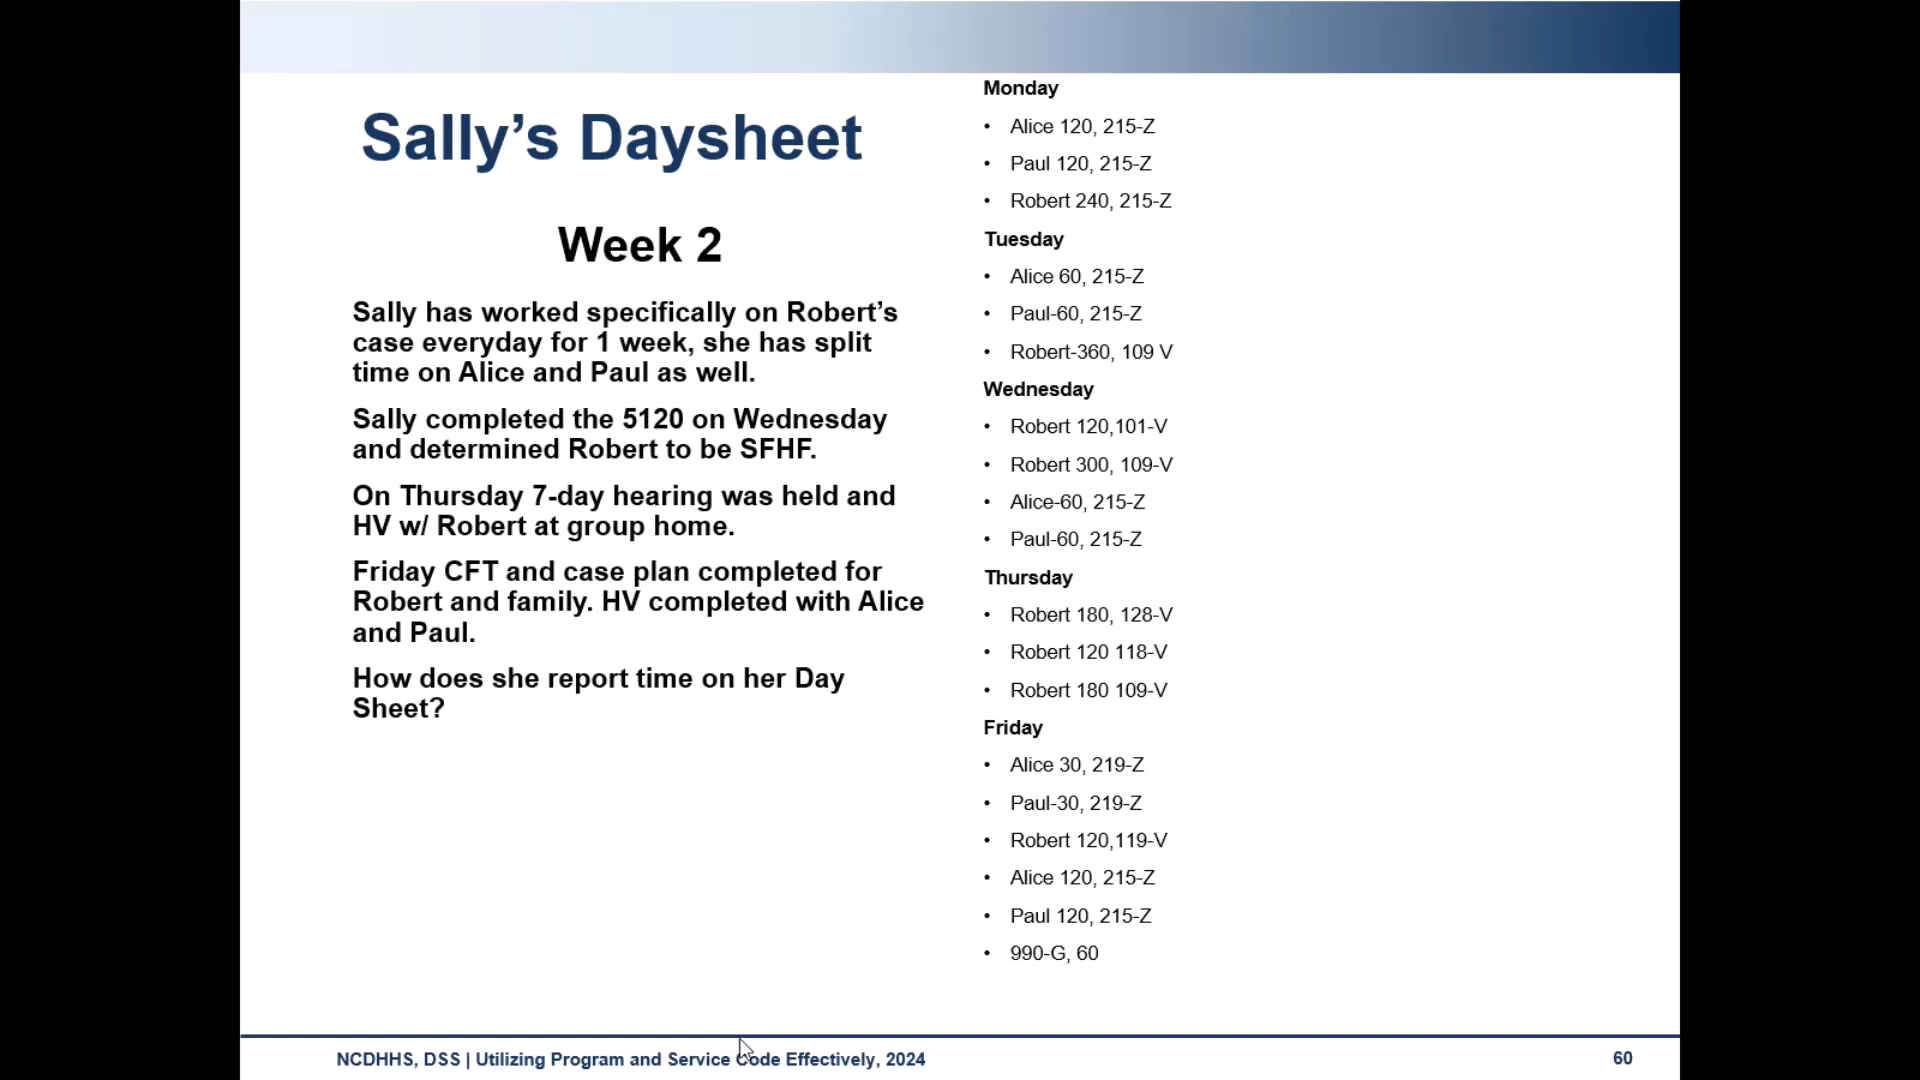 Sally’s Daysheet
Week 2
Sally has worked specifically on Robert’s
case everyday for 1 week, she has split
time on Alice and Paul as well.
Sally completed the 5120 on Wednesday
and determined Robert to be SFHF.
On Thursday 7-day hearing was held and
HV w/ Robert at group home.
Friday CFT and case plan completed for
Robert and family. HV completed with Alice
and Paul.
How does she report time on her Day
Sheet?
Monday
• Alice 120, 215-Z
• Paul 120, 215-Z
• Robert 240, 215-Z
Tuesday
• Alice 60, 215-Z
• Paul-60, 215-Z
• Robert-360, 109 V
Wednesday
• Robert 120,101-V
• Robert 300, 109-V
• Alice-60, 215-Z
• Paul-60, 215-Z
Thursday
• Robert 180, 128-V
• Robert 120 118-V
• Robert 180 109-V
Friday
• Alice 30, 219-Z
• Paul-30, 219-Z
• Robert 120,119-V
• Alice 120, 215-Z
• Paul 120, 215-Z
• 990-G, 60
NCDHHS, DSS | Utilizing Program and Service Code Effectively, 2024
60